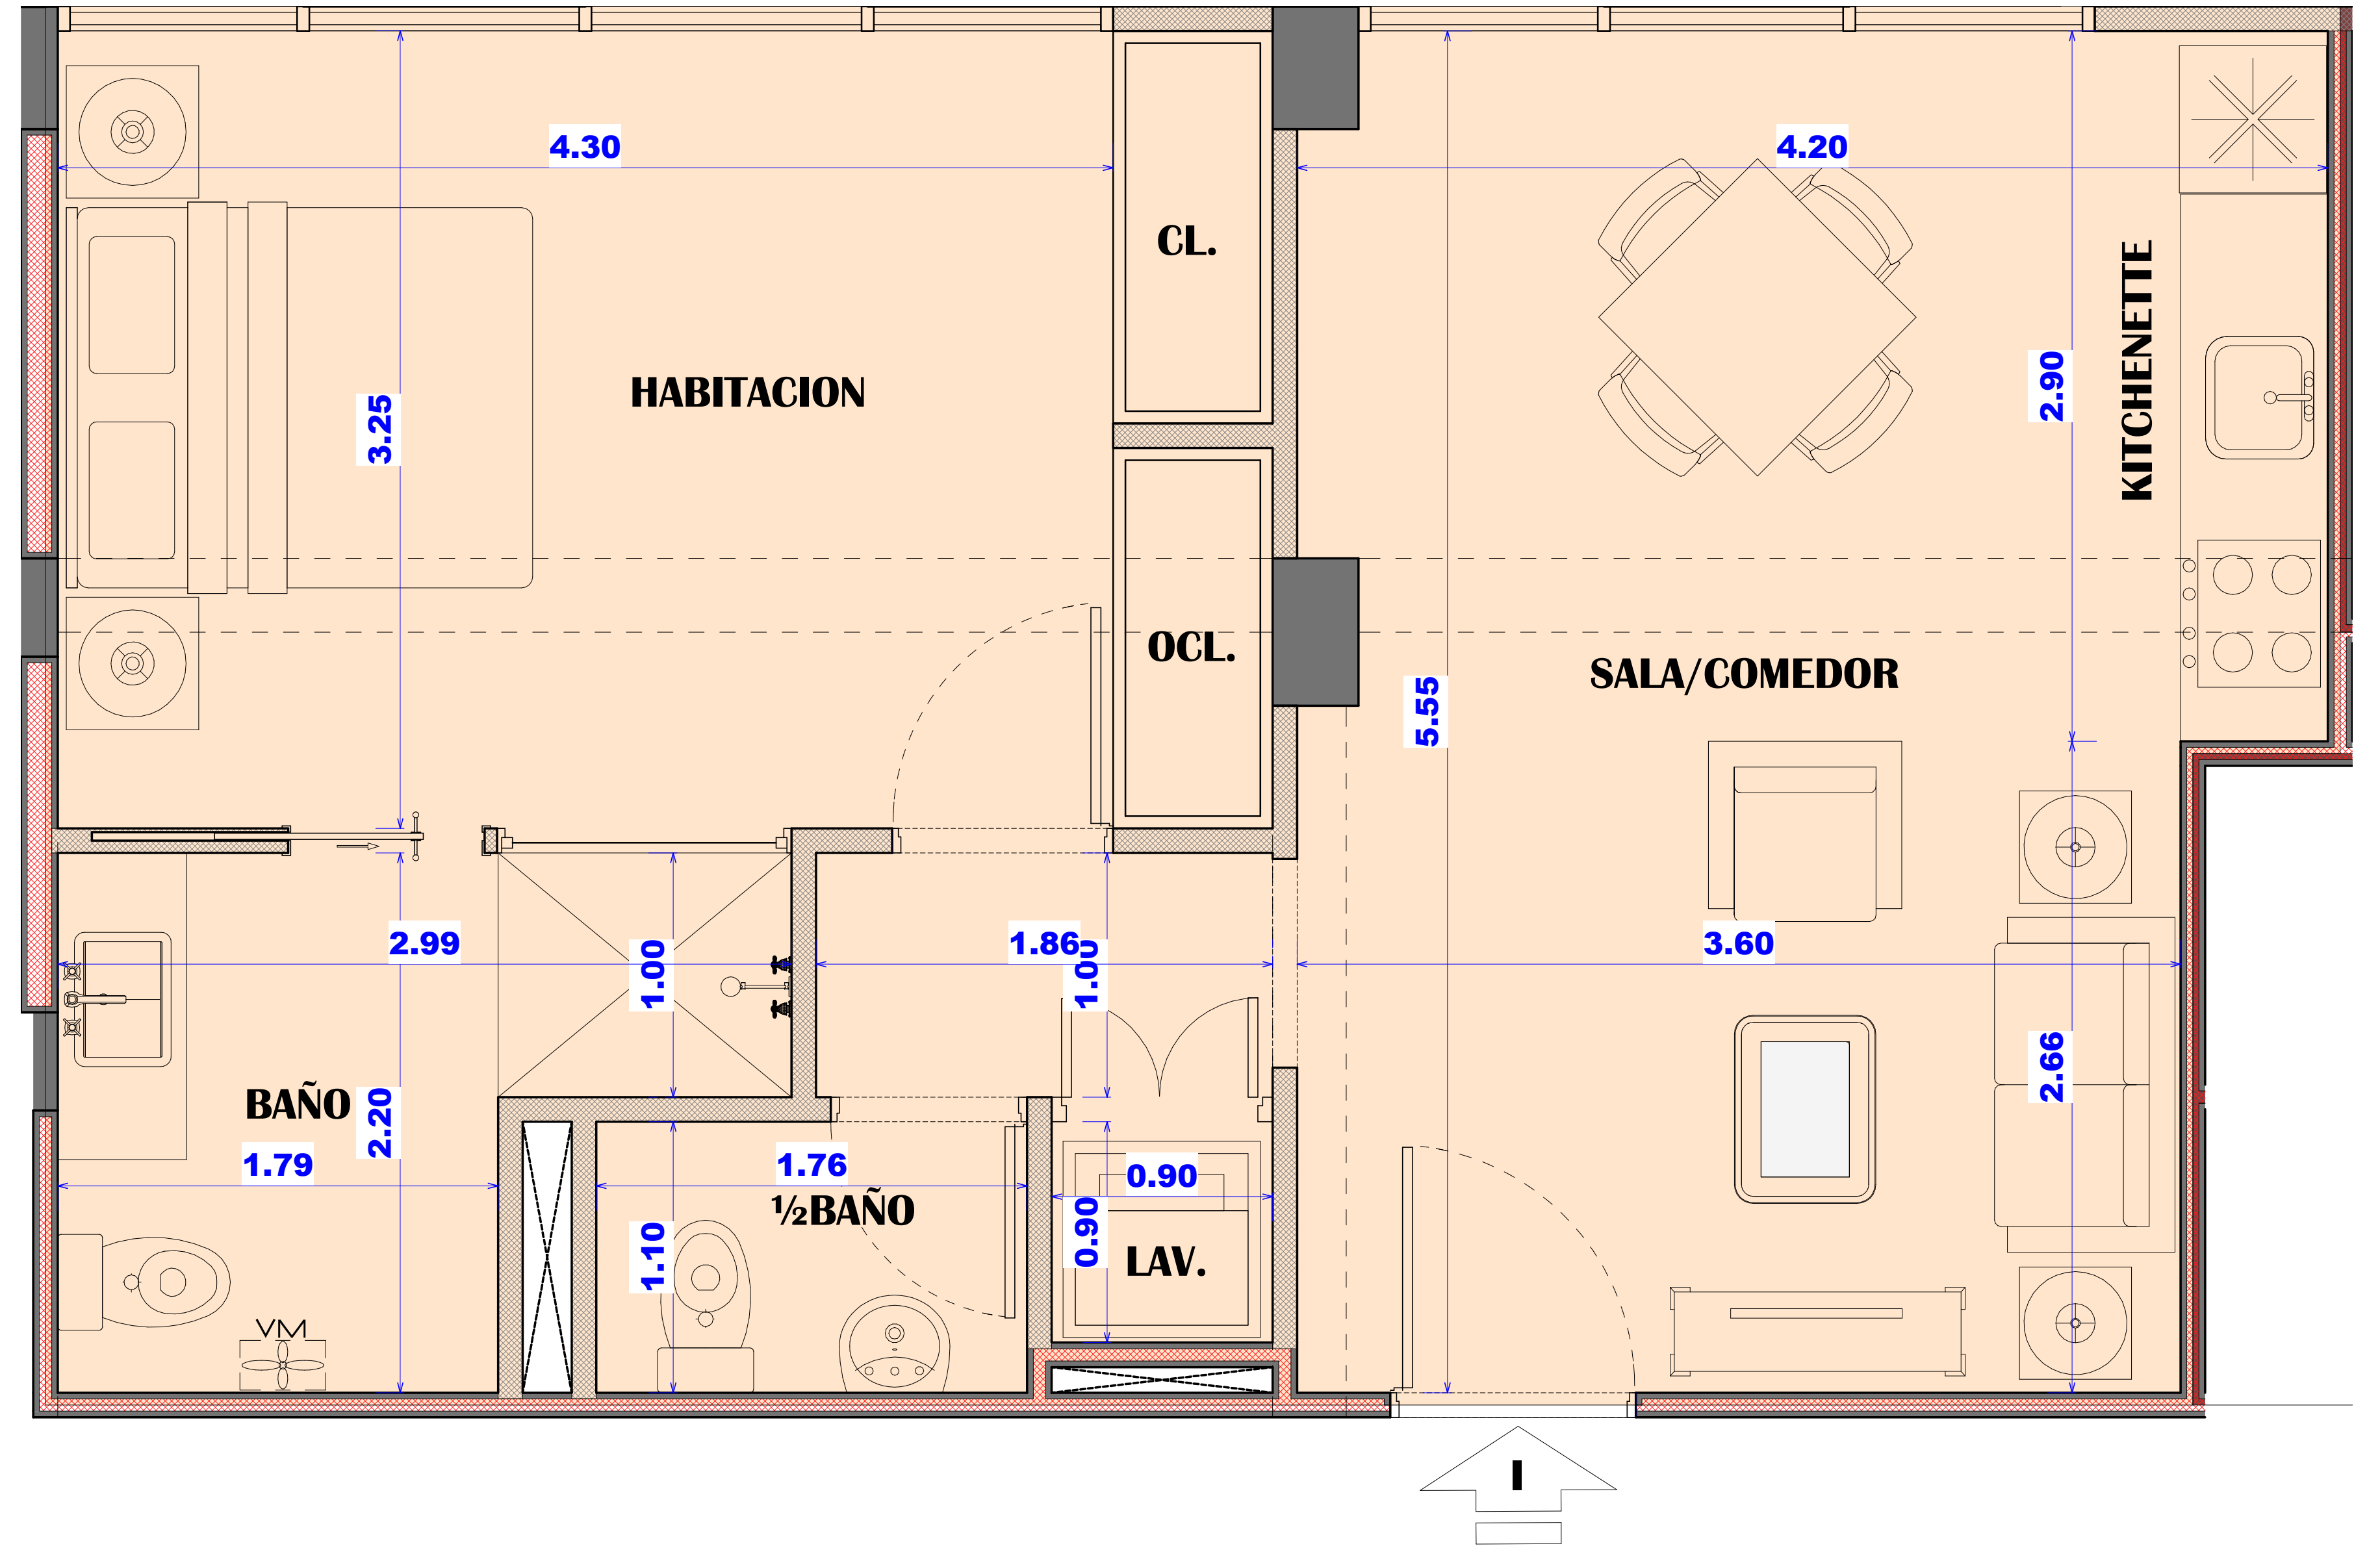 4.30
4.20
CL.
HABITACION
3.25
2.90
KITCHENETTE
OCL.
SALA/COMEDOR
5.55
2.99
1.00
1.86
1.00
3.60
BAÑO
2.20
2.66
1.79
1.76
0.90
½BAÑO
1.10
0.90
LAV.
VM
I